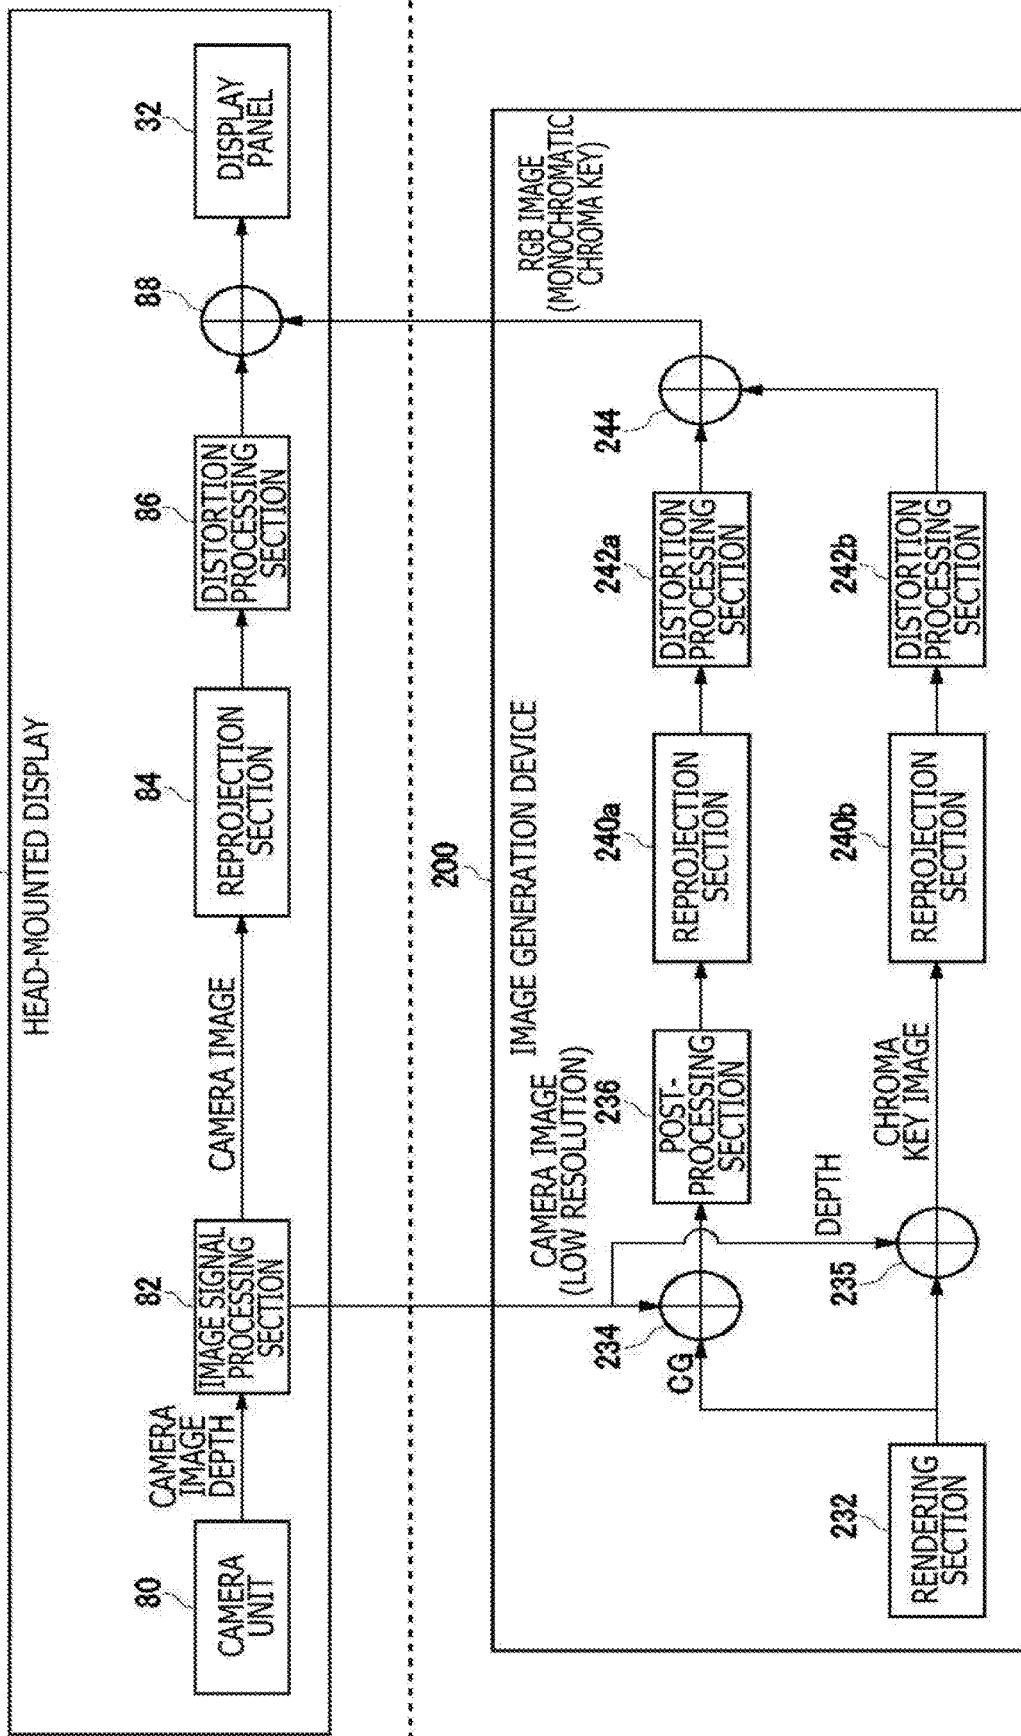 HEAD-MOUNTED DISPLAY
80
CAMERA
UNIT
CAMERA
IMAGE
DEPTH
82
IMAGE SIGNAL
PROCESSING
SECTION
CAMERA IMAGE
84
REPROJECTION
SECTION
86
DISTORTION
PROCESSING
SECTION
88
32
DISPLAY
PANEL
200
IMAGE GENERATION DEVICE
CAMERA IMAGE
(LOW RESOLUTION)
RGB IMAGE
(MONOCHROMATIC
CHROMA KEY)
234
CG
236
POST-
PROCESSING
SECTION
240a
REPROJECTION
SECTION
242a
DISTORTION
PROCESSING
SECTION
244
232
RENDERING
SECTION
235
DEPTH
CHROMA
KEY IMAGE
240b
REPROJECTION
SECTION
242b
DISTORTION
PROCESSING
SECTION